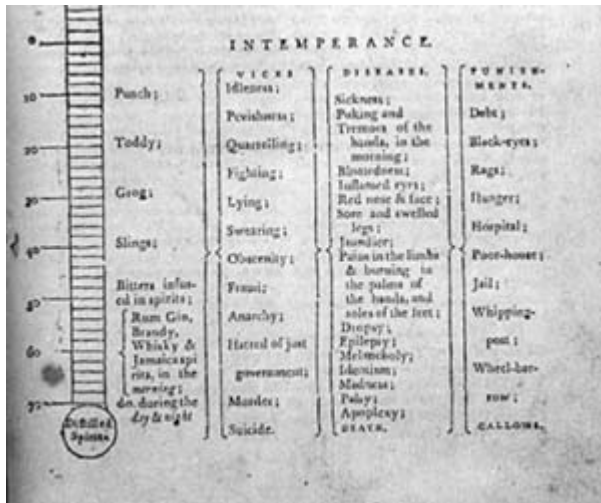 0
INTEMPERANCE.
10
20
30
40
50
60
70
Distilled
Spirits
Punch;
Toddy;
Grog;
Slings;
Bitters infus-
ed in spirits;
Rum Gin,
Brandy,
Whisky &
Jamaica spi
rits, in the
morning;
do. during the
day & night
VICES
Idleness;
Peevishness;
Quarrelling;
Fighting;
Lying;
Swearing;
Obscenity;
Fraud;
Anarchy;
Hatred of just
government;
Murder;
Suicide.
DISEASES.
Sickness;
Puking and
Tremors of the
hands, in the
morning;
Bloatedness;
Inflamed eyes;
Red nose & face;
Sore and swelled
legs;
Jaundice;
Pains in the limbs
& burning in
the palms of
the hands, and
soles of the feet;
Dropsy;
Epilepsy;
Melancholy;
Madness;
Palsy;
Apoplexy;
DEATH.
PUNISH-
MENTS.
Debt;
Black-eyes;
Rags;
Hunger;
Hospital;
Poor-house;
Jail;
Whipping-
post;
Wheel-bar-
row;
GALLOWS.